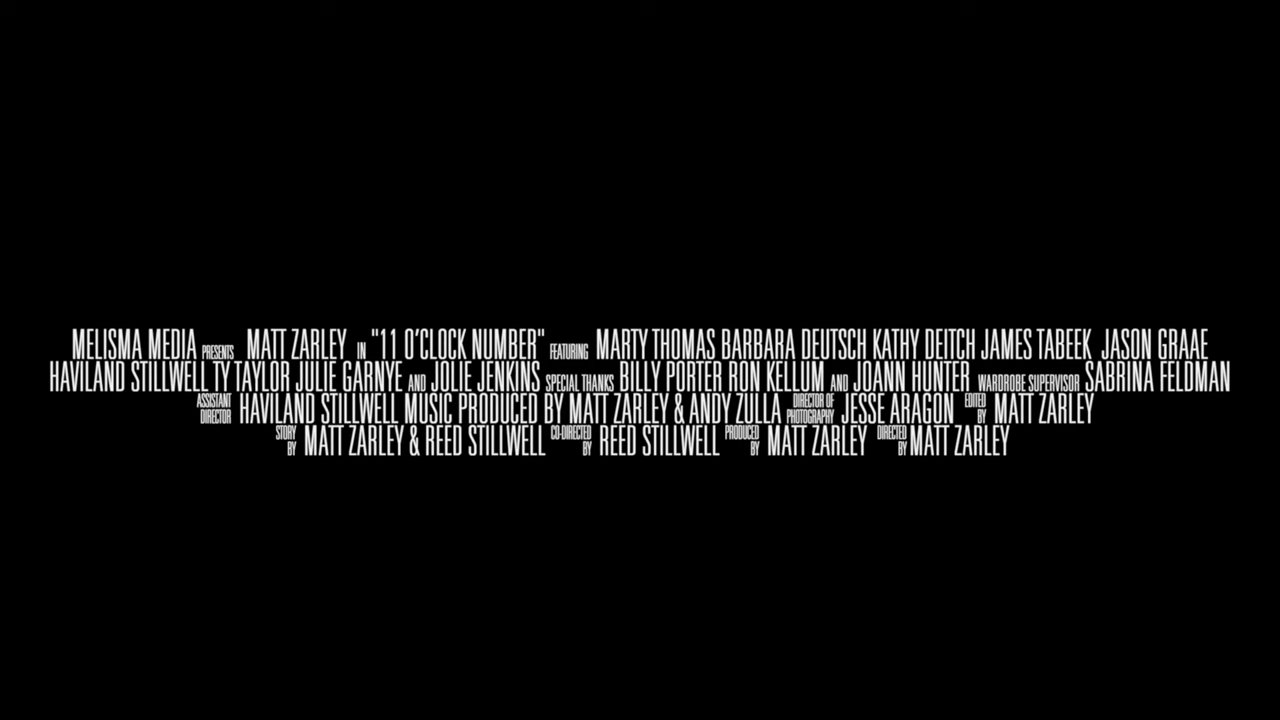 MELISMA MEDIA PRESENTS MATT ZARLEY IN "11 O'CLOCK NUMBER" FEATURING MARTY THOMAS BARBARA DEUTSCH KATHY DEITCH JAMES TABEEK JASON GRAAE
HAVILAND STILLWELL TY TAYLOR JULIE GARNYE AND JOLIE JENKINS SPECIAL THANKS BILLY PORTER RON KELLUM AND JOANN HUNTER WARDROBE SUPERVISOR SABRINA FELDMAN
ASSISTANT DIRECTOR HAVILAND STILLWELL MUSIC PRODUCED BY MATT ZARLEY & ANDY ZULLA DIRECTOR OF PHOTOGRAPHY JESSE ARAGON EDITED BY MATT ZARLEY
STORY BY MATT ZARLEY & REED STILLWELL CO-DIRECTED BY REED STILLWELL PRODUCED BY MATT ZARLEY DIRECTED BY MATT ZARLEY